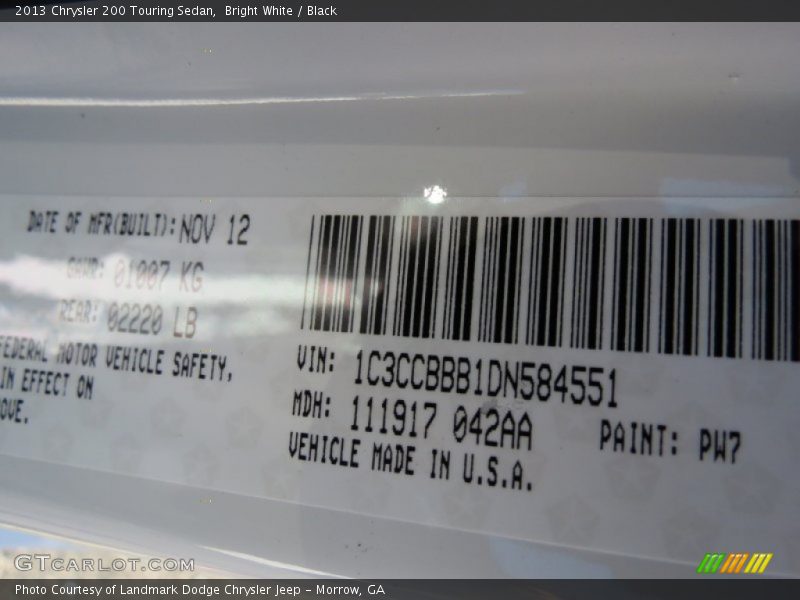 2013 Chrysler 200 Touring Sedan, Bright White / Black
DATE OF MFR(BUILT): NOV 12
GAWR: 01007 KG
REAR: 02220 LB
FEDERAL MOTOR VEHICLE SAFETY,
IN EFFECT ON
OVE.
VIN: 1C3CCBBB1DN584551
MDH: 111917 042AA
PAINT: PW7
VEHICLE MADE IN U.S.A.
GTCARLOT.COM
Photo Courtesy of Landmark Dodge Chrysler Jeep – Morrow, GA